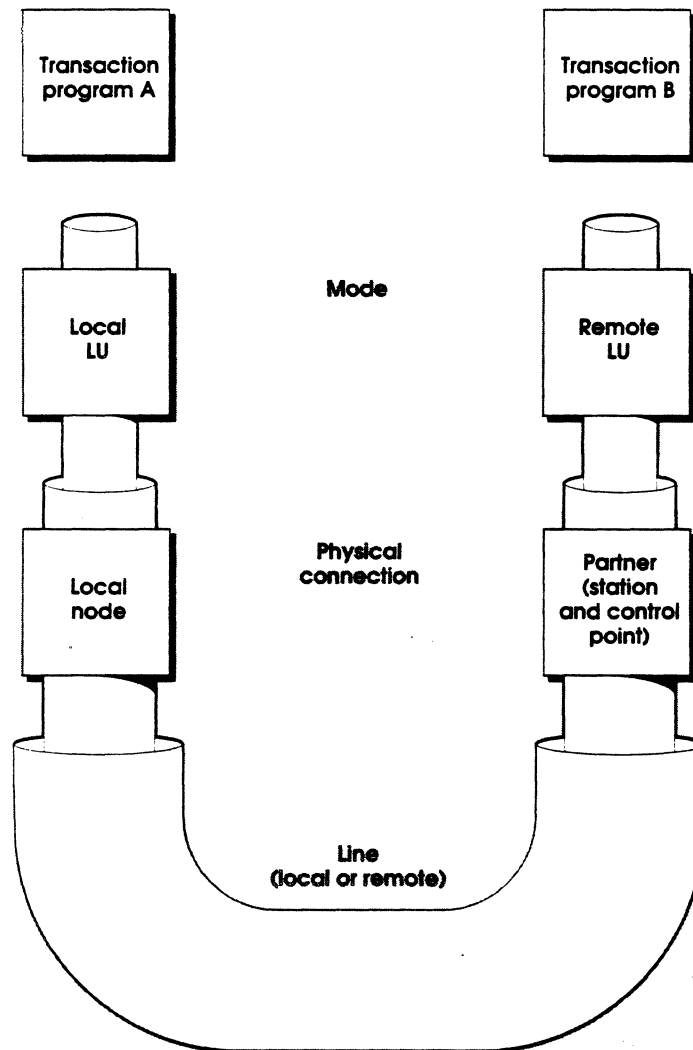 Transaction
program A
Transaction
program B
Local
LU
Mode
Remote
LU
Local
node
Physical
connection
Partner
(station
and control
point)
Line
(local or remote)